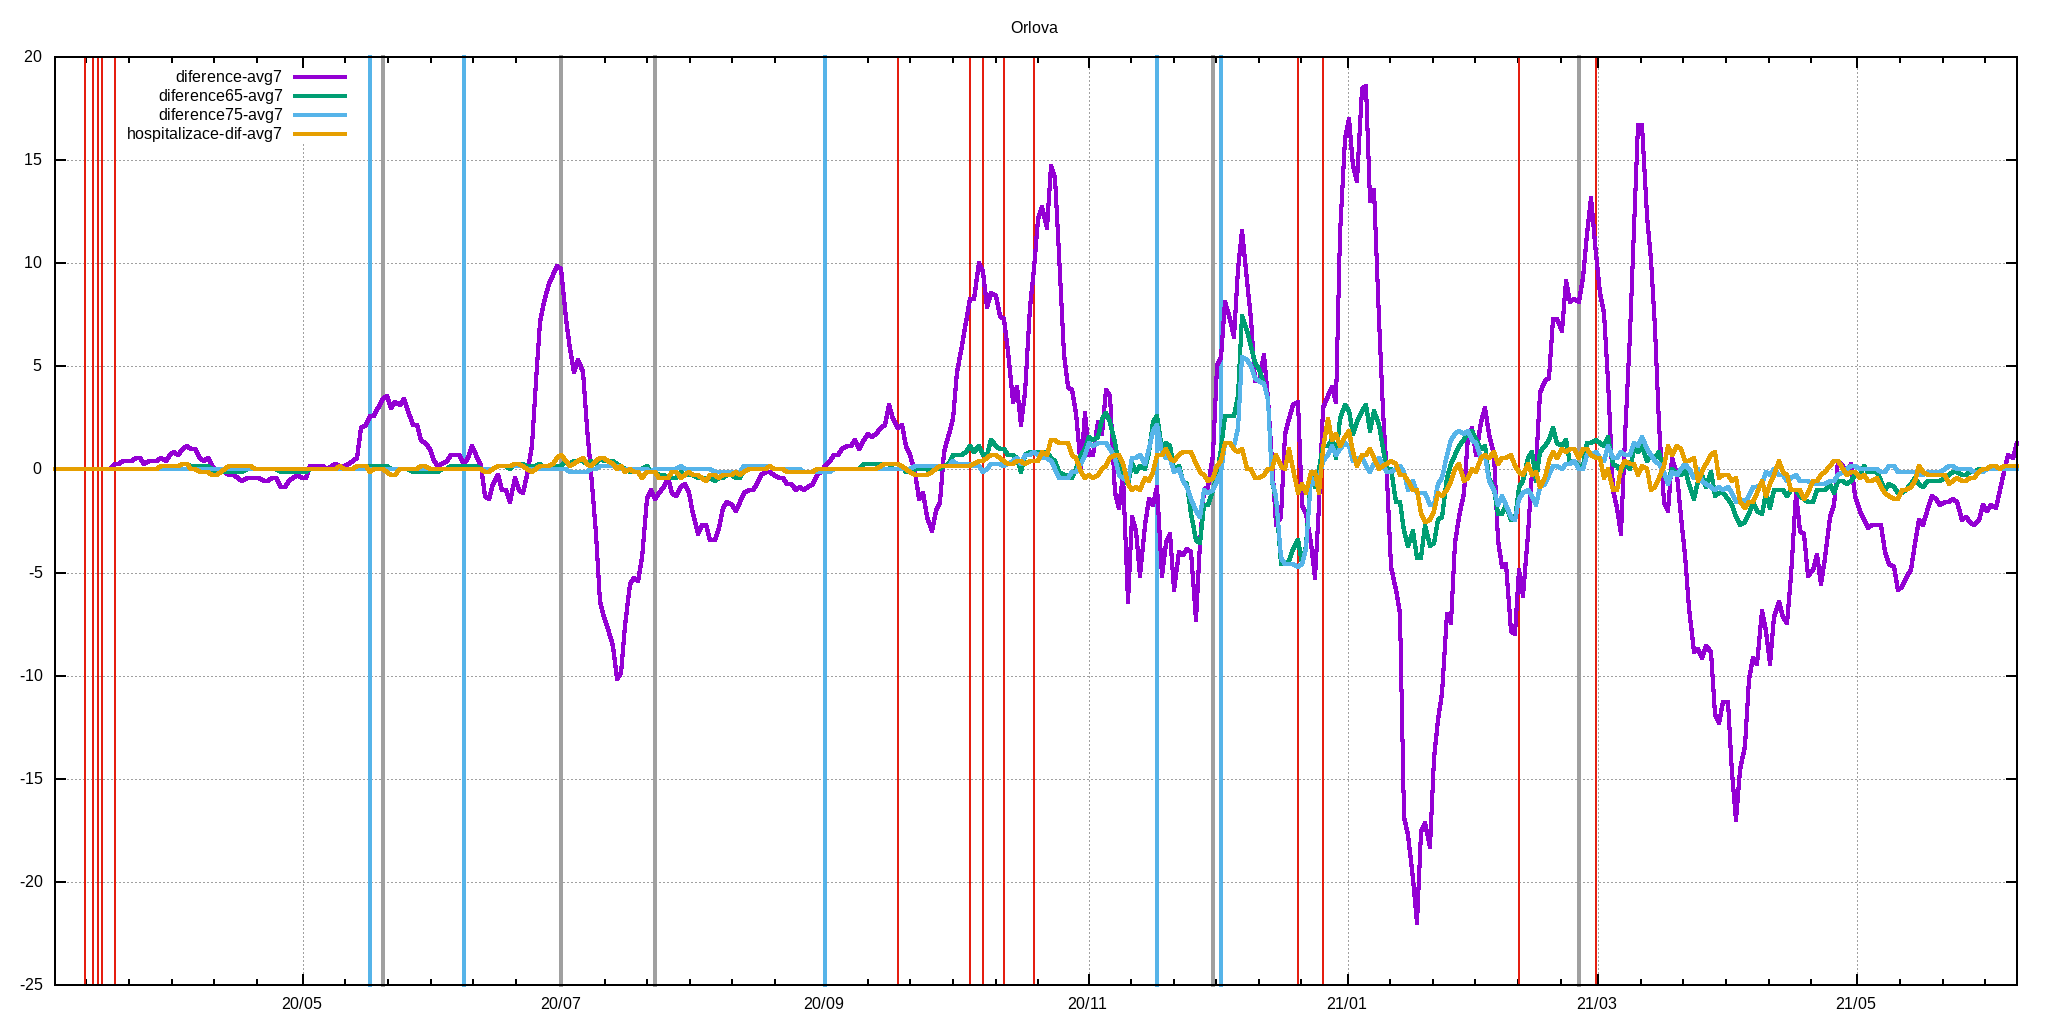 Orlova
diference-avg7
diference65-avg7
diference75-avg7
hospitalizace-dif-avg7
20
15
10
5
0
-5
-10
-15
-20
-25
20/05 20/07 20/09 20/11 21/01 21/03 21/05